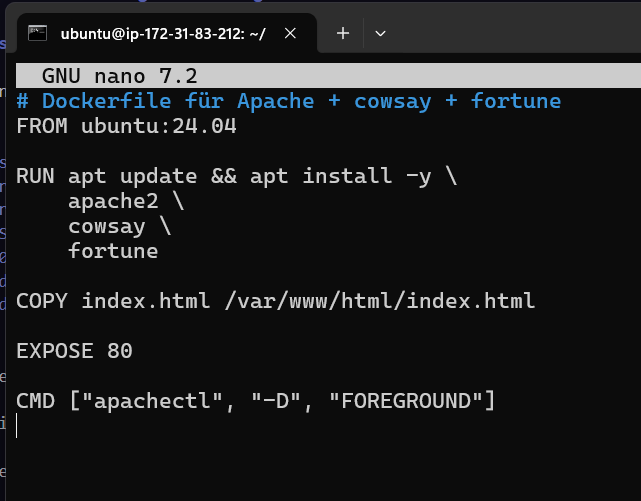 ubuntu@ip-172-31-83-212: ~/
GNU nano 7.2
# Dockerfile für Apache + cowsay + fortune
FROM ubuntu:24.04
RUN apt update && apt install -y \
apache2 \
cowsay \
fortune
COPY index.html /var/www/html/index.html
EXPOSE 80
CMD ["apachectl", "-D", "FOREGROUND"]